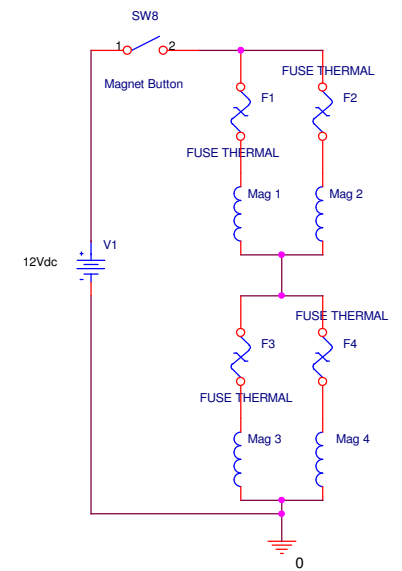 SW8
1 2
Magnet Button
FUSE THERMAL
F1 F2
FUSE THERMAL
Mag 1 Mag 2
V1
12Vdc
+
-
FUSE THERMAL
F3 F4
FUSE THERMAL
Mag 3 Mag 4
0